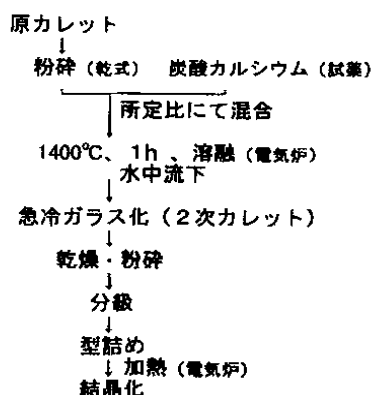 原カレット
粉砕（乾式） 炭酸カルシウム（試薬）
所定比にて混合
1400℃、1h 、溶融（電気炉）
水中流下
急冷ガラス化（2次カレット）
乾燥・粉砕
分級
型詰め
加熱（電気炉）
結晶化